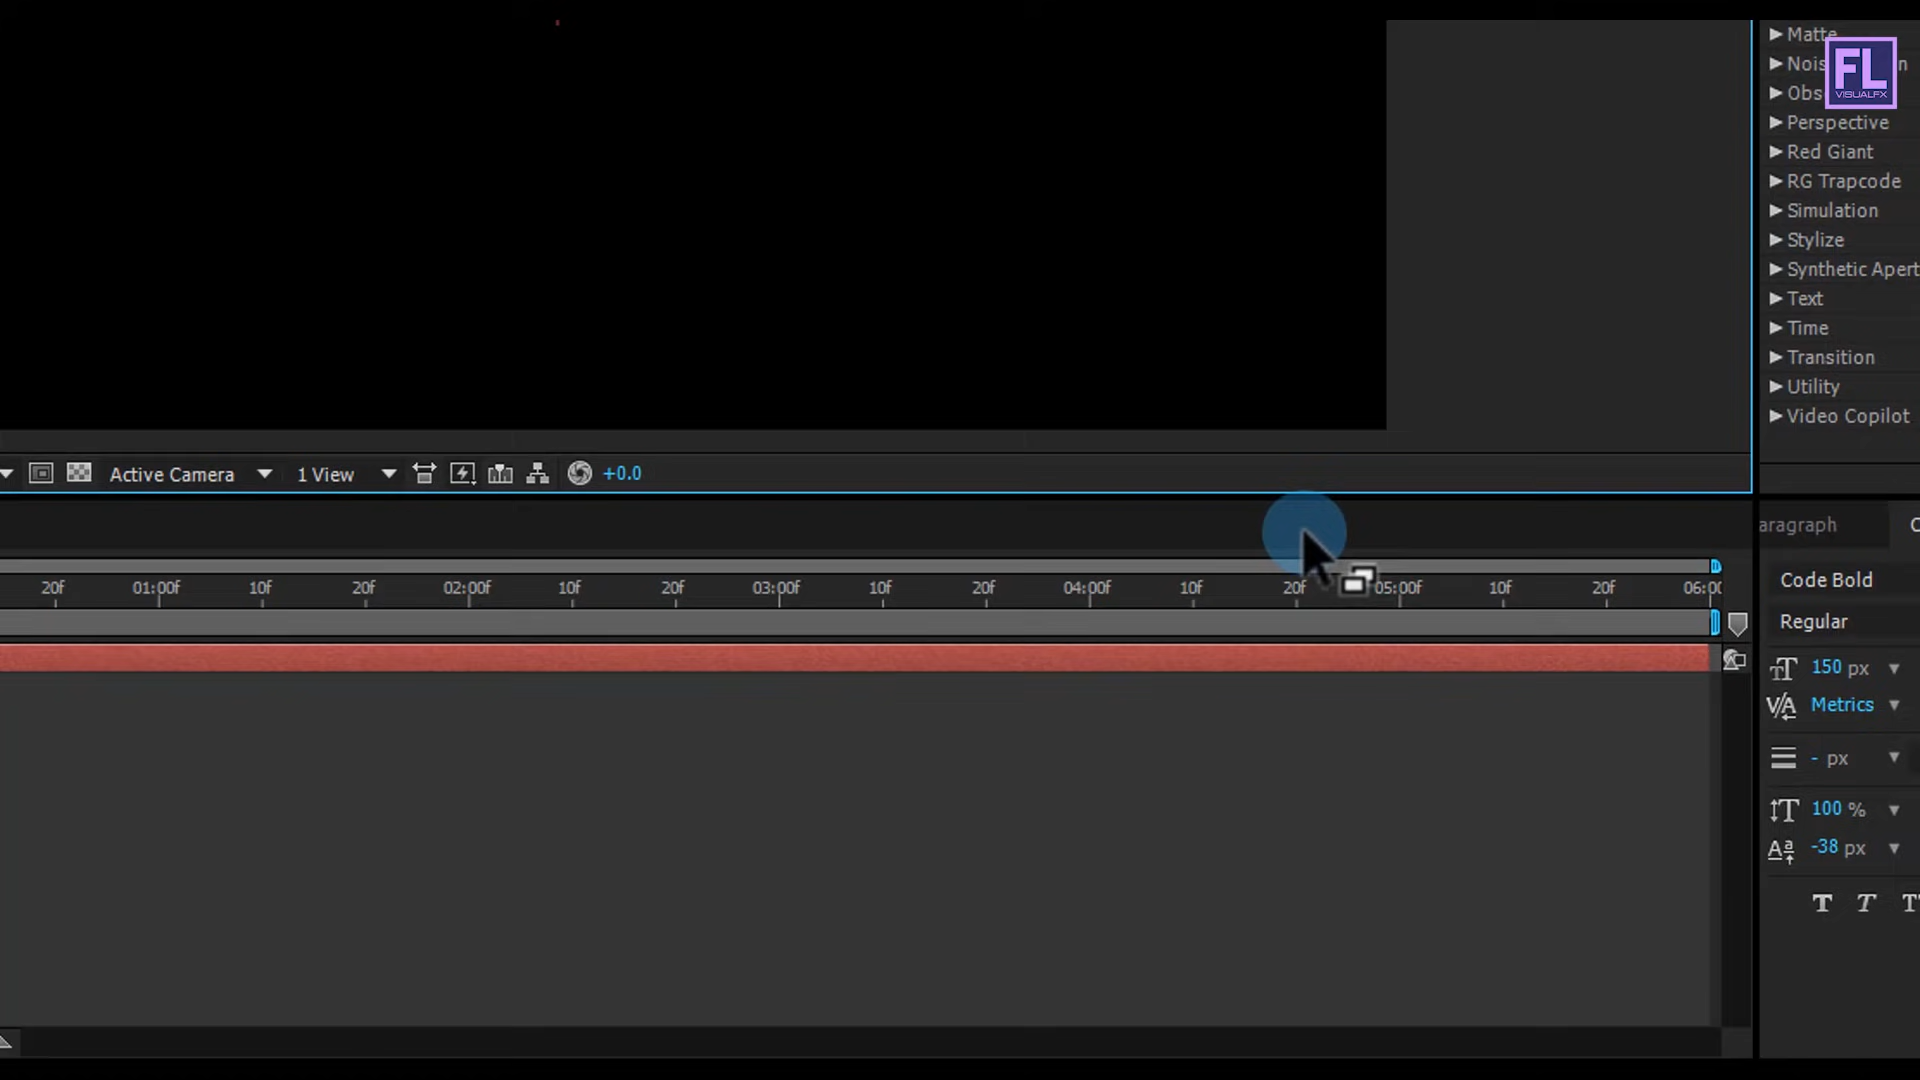 Matte
FL
VISUALFX
Perspective
Red Giant
RG Trapcode
Simulation
Stylize
Synthetic Apert
Text
Time
Transition
Utility
Video Copilot
Active Camera 1 View +0.0
aragraph C
20f 01:00f 10f 20f 02:00f 10f 20f 03:00f 10f 20f 04:00f 10f 20f 05:00f 10f 20f 06:00
Code Bold
Regular
150 px
Metrics
- px
100 %
-38 px
T T T